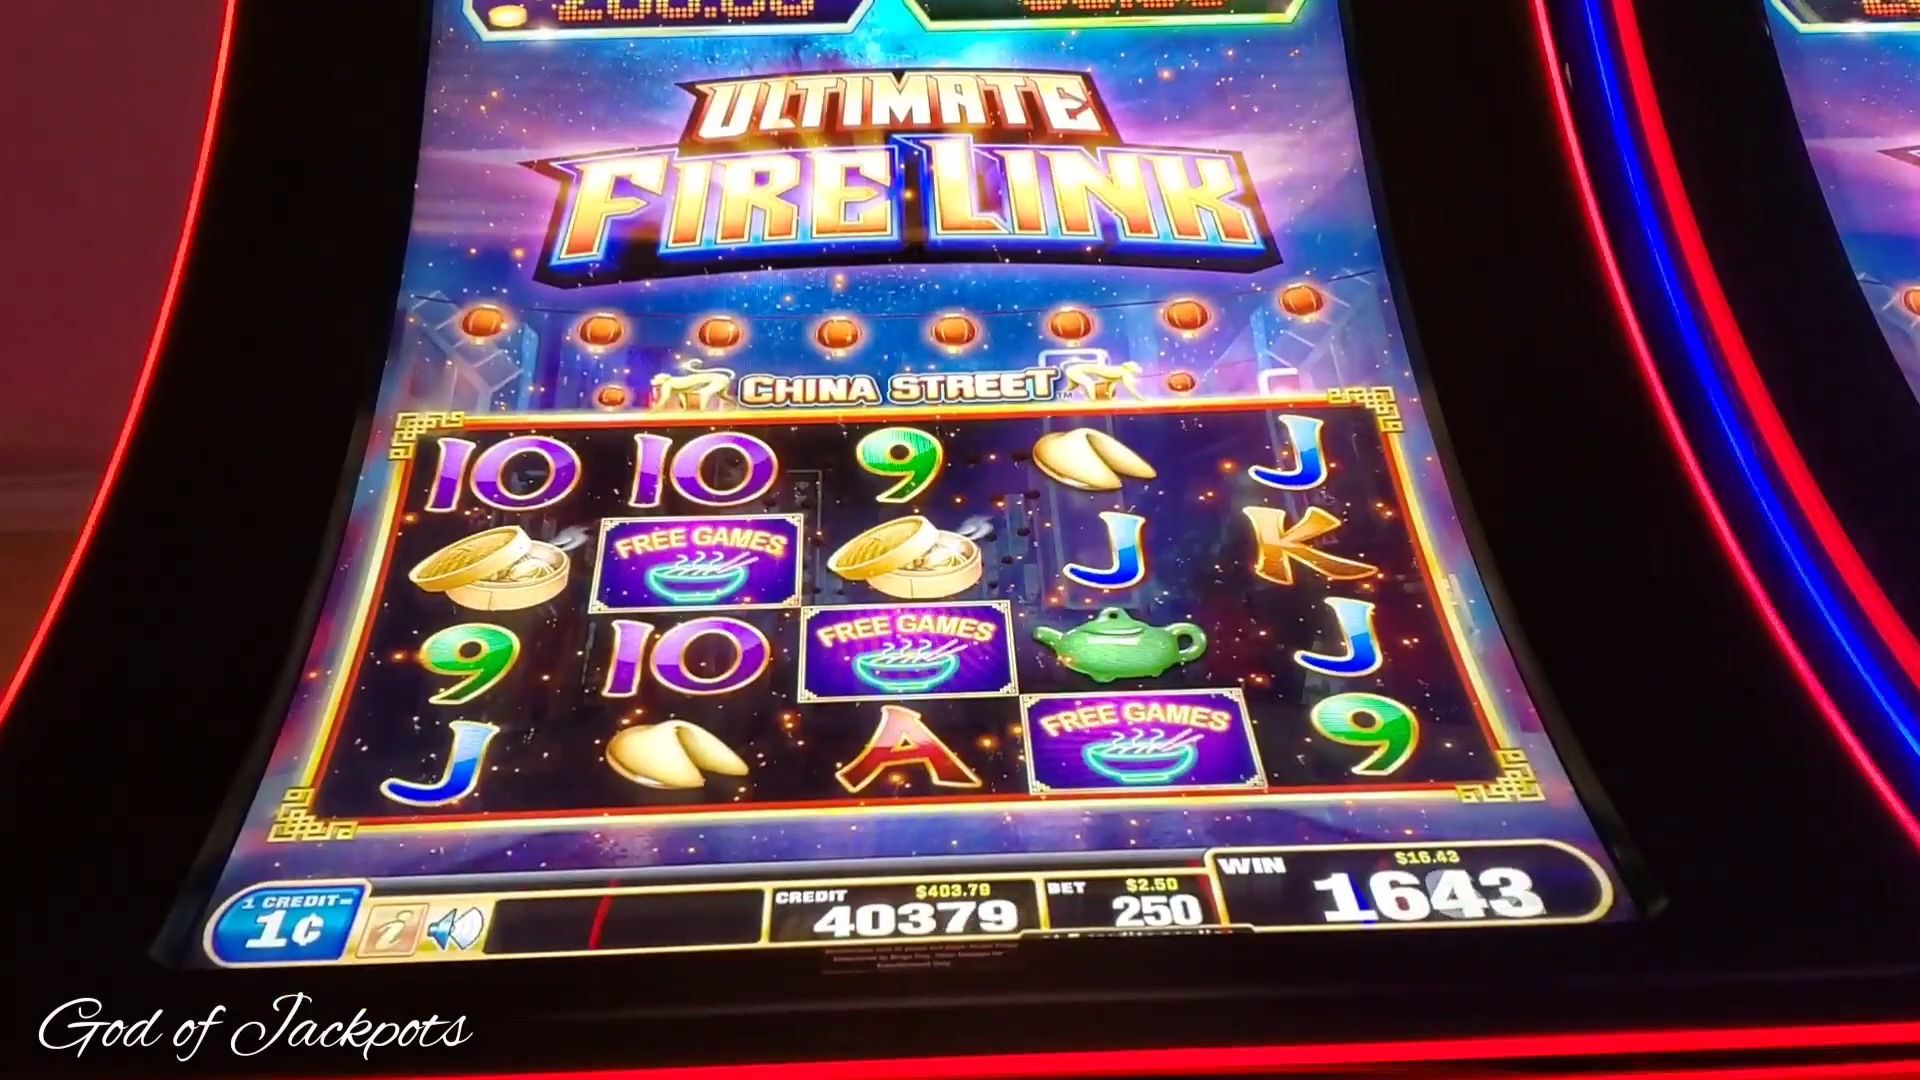 ULTIMATE
FIRE LINK
CHINA STREET™
10 10 9 J
FREE GAMES J K
9 10 FREE GAMES J
J A FREE GAMES 9
1 CREDIT=
1¢
CREDIT $403.79
40379
BET $2.50
250
WIN $16.43
1643
God of Jackpots